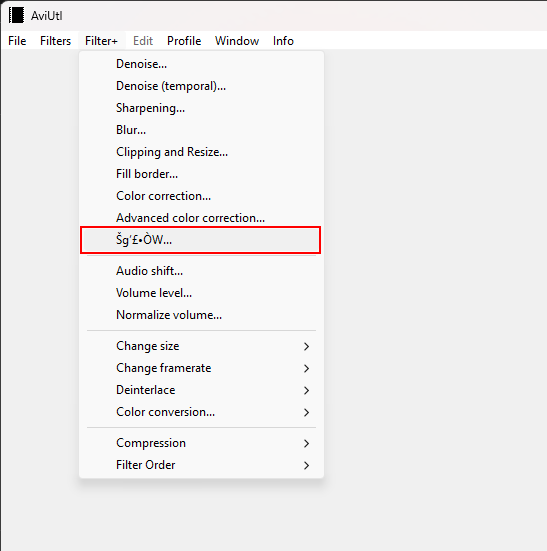 AviUtl
File Filters Filter+ Edit Profile Window Info
Denoise...
Denoise (temporal)...
Sharpening...
Blur...
Clipping and Resize...
Fill border...
Color correction...
Advanced color correction...
Šg’£•ÒW...
Audio shift...
Volume level...
Normalize volume...
Change size
Change framerate
Deinterlace
Color conversion...
Compression
Filter Order